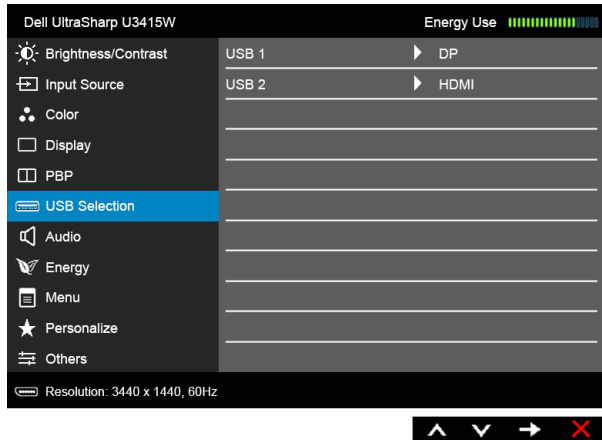 Dell UltraSharp U3415W Energy Use
Brightness/Contrast USB 1 DP
Input Source USB 2 HDMI
Color
Display
PBP
USB Selection
Audio
Energy
Menu
Personalize
Others
Resolution: 3440 x 1440, 60Hz